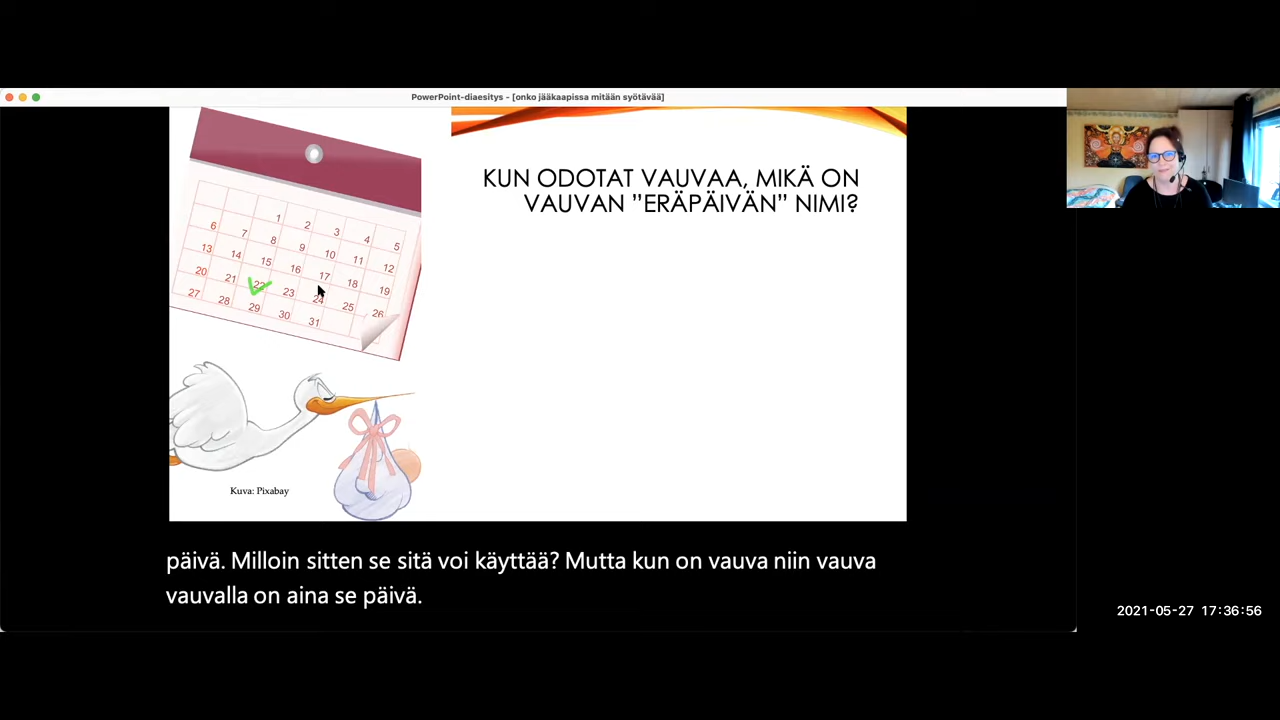 PowerPoint-diaesitys - [onko jääkaapissa mitään syötävää]
KUN ODOTAT VAUVAA, MIKÄ ON
VAUVAN ”ERÄPÄIVÄN” NIMI?
1 2 3 4 5
6 7 8 9 10 11 12
13 14 15 16 17 18 19
20 21 22 23 24 25 26
27 28 29 30 31
Kuva: Pixabay
päivä. Milloin sitten se sitä voi käyttää? Mutta kun on vauva niin vauva
vauvalla on aina se päivä.
2021-05-27 17:36:56